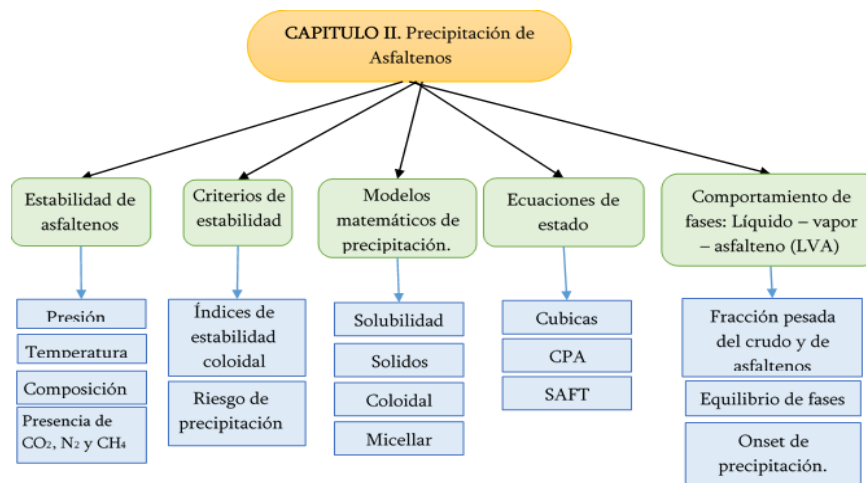 CAPITULO II. Precipitación de
Asfaltenos
Estabilidad de
asfaltenos
Criterios de
estabilidad
Modelos
matemáticos de
precipitación.
Ecuaciones de
estado
Comportamiento de
fases: Líquido – vapor
– asfalteno (LVA)
Presión
Temperatura
Composición
Presencia de
CO₂, N₂ y CH₄
Índices de
estabilidad
coloidal
Riesgo de
precipitación
Solubilidad
Solidos
Coloidal
Micellar
Cubicas
CPA
SAFT
Fracción pesada
del crudo y de
asfaltenos
Equilibrio de fases
Onset de
precipitación.